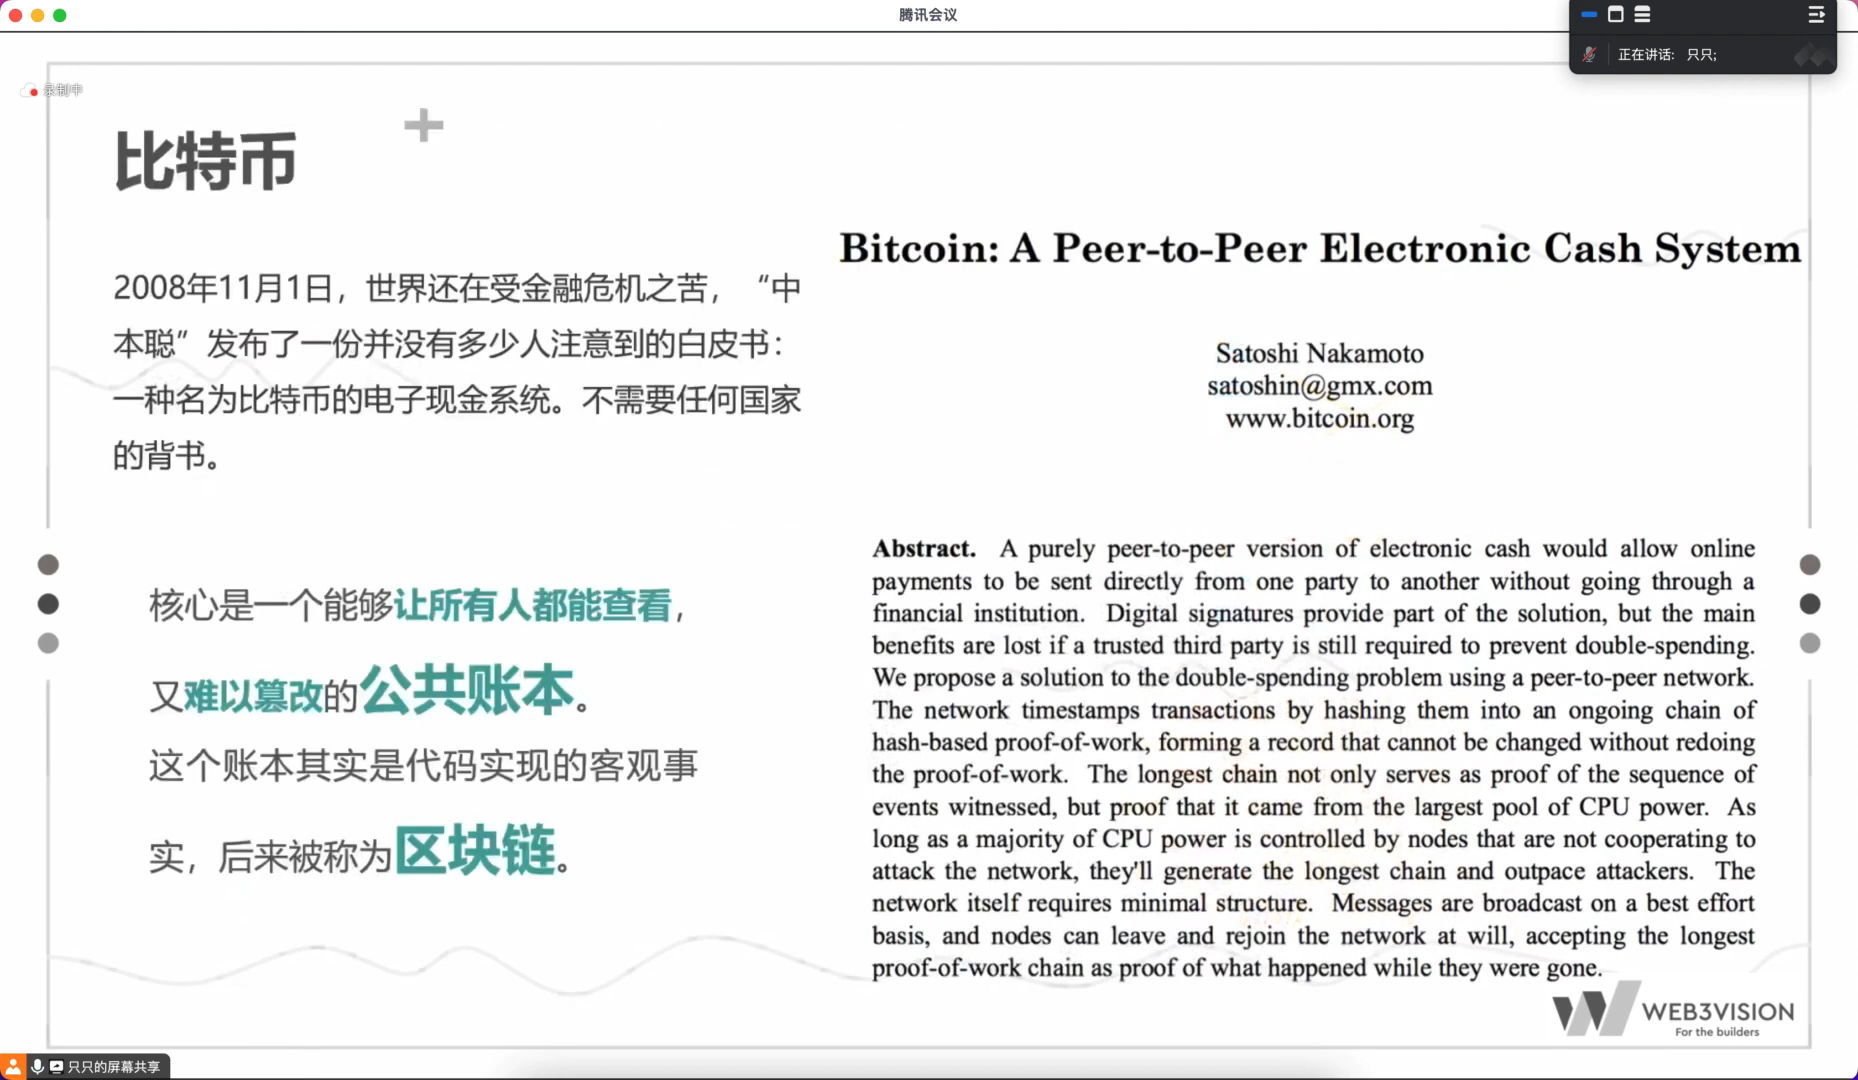 腾讯会议
正在讲话: 只只;
录制中
比特币
2008年11月1日，世界还在受金融危机之苦，“中
本聪”发布了一份并没有多少人注意到的白皮书：
一种名为比特币的电子现金系统。不需要任何国家
的背书。
核心是一个能够让所有人都能查看，
又难以篡改的公共账本。
这个账本其实是代码实现的客观事
实，后来被称为区块链。
Bitcoin: A Peer-to-Peer Electronic Cash System
Satoshi Nakamoto
satoshin@gmx.com
www.bitcoin.org
Abstract. A purely peer-to-peer version of electronic cash would allow online
payments to be sent directly from one party to another without going through a
financial institution. Digital signatures provide part of the solution, but the main
benefits are lost if a trusted third party is still required to prevent double-spending.
We propose a solution to the double-spending problem using a peer-to-peer network.
The network timestamps transactions by hashing them into an ongoing chain of
hash-based proof-of-work, forming a record that cannot be changed without redoing
the proof-of-work. The longest chain not only serves as proof of the sequence of
events witnessed, but proof that it came from the largest pool of CPU power. As
long as a majority of CPU power is controlled by nodes that are not cooperating to
attack the network, they'll generate the longest chain and outpace attackers. The
network itself requires minimal structure. Messages are broadcast on a best effort
basis, and nodes can leave and rejoin the network at will, accepting the longest
proof-of-work chain as proof of what happened while they were gone.
WEB3VISION
For the builders
只只的屏幕共享